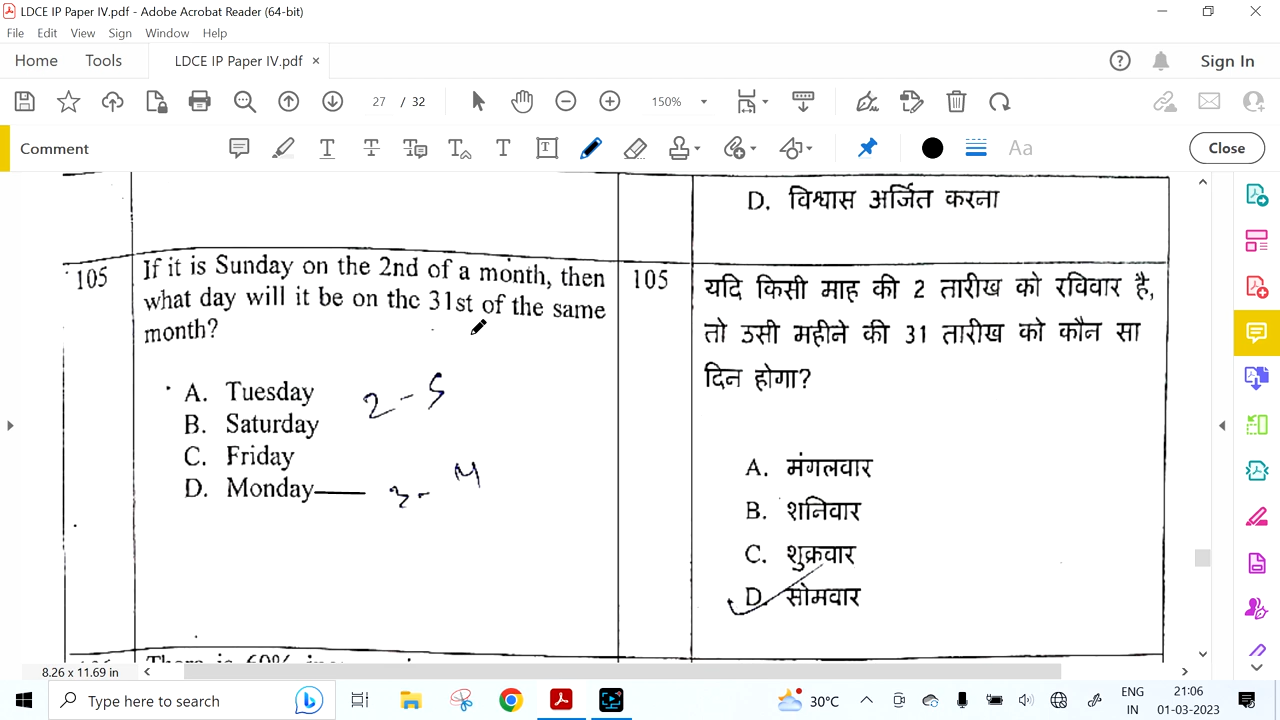 LDCE IP Paper IV.pdf - Adobe Acrobat Reader (64-bit)
File Edit View Sign Window Help
Home Tools LDCE IP Paper IV.pdf × Sign In
27 / 32 150%
Comment Aa Close
D. विश्वास अर्जित करना
105 If it is Sunday on the 2nd of a month, then
what day will it be on the 31st of the same
month?
A. Tuesday
B. Saturday
C. Friday
D. Monday
2 - S
3 - M
105 यदि किसी माह की 2 तारीख को रविवार है,
तो उसी महीने की 31 तारीख को कौन सा
दिन होगा?
A. मंगलवार
B. शनिवार
C. शुक्रवार
D. सोमवार
There is 60%
8.26 x 11.69 in
Type here to search
30°C
ENG
IN
21:06
01-03-2023